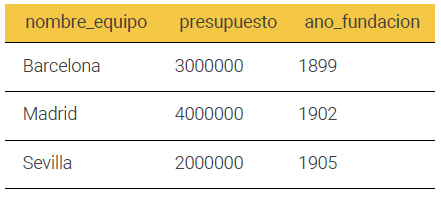 nombre_equipo presupuesto ano_fundacion
Barcelona 3000000 1899
Madrid 4000000 1902
Sevilla 2000000 1905